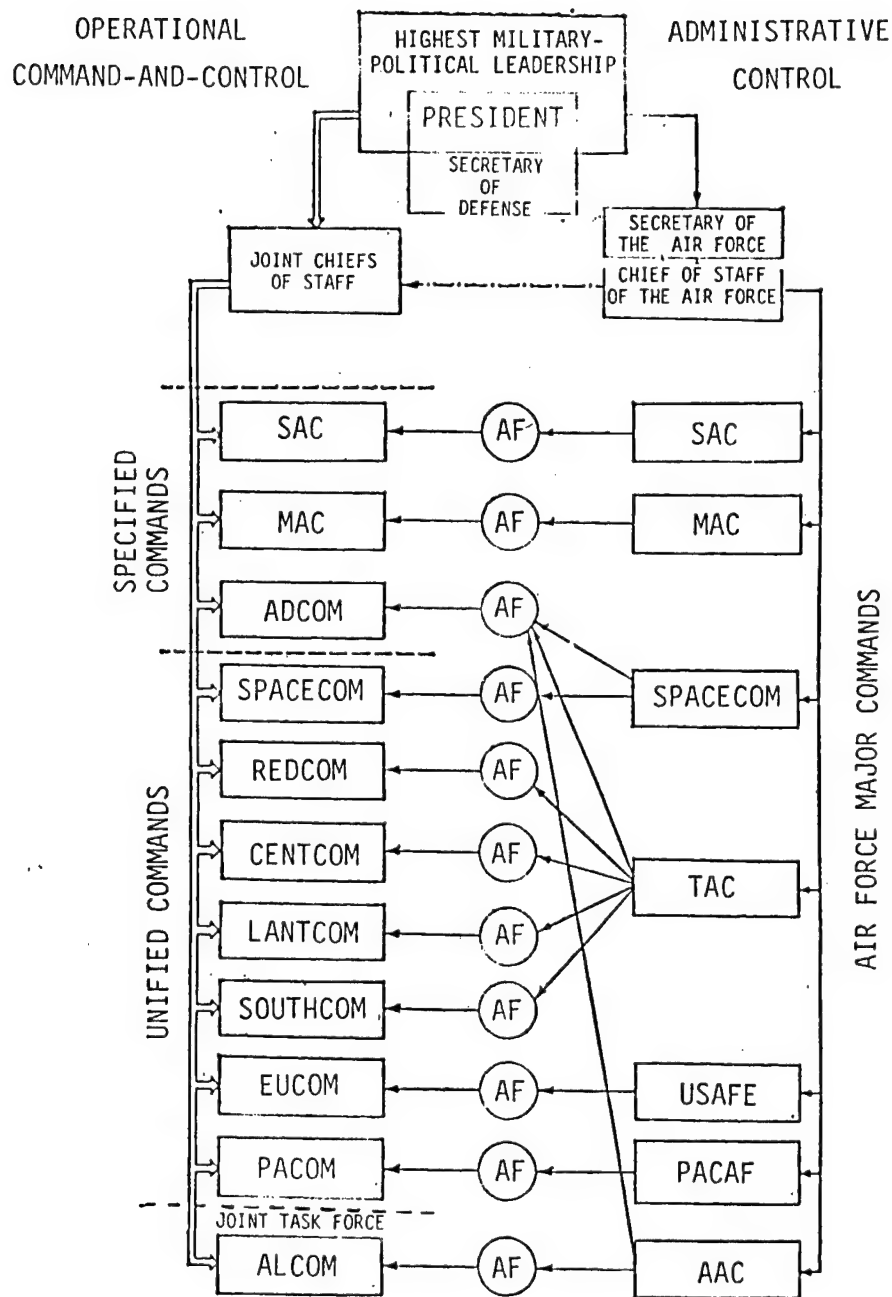 OPERATIONAL
COMMAND-AND-CONTROL
HIGHEST MILITARY-
POLITICAL LEADERSHIP
PRESIDENT
SECRETARY
OF
DEFENSE
ADMINISTRATIVE
CONTROL
JOINT CHIEFS
OF STAFF
SECRETARY OF
THE AIR FORCE
CHIEF OF STAFF
OF THE AIR FORCE
SPECIFIED
COMMANDS
SAC
AF
SAC
MAC
AF
MAC
ADCOM
AF
UNIFIED COMMANDS
SPACECOM
AF
SPACECOM
REDCOM
AF
CENTCOM
AF
TAC
LANTCOM
AF
SOUTHCOM
AF
EUCOM
AF
USAFE
PACOM
AF
PACAF
JOINT TASK FORCE
ALCOM
AF
AAC
AIR FORCE MAJOR COMMANDS